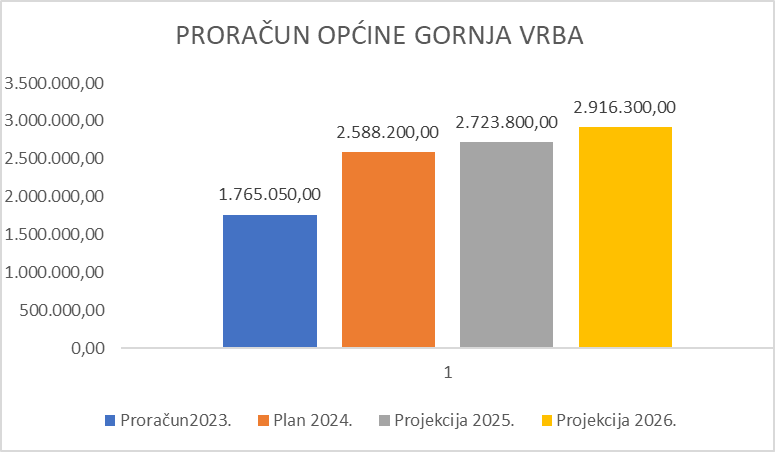 PRORAČUN OPĆINE GORNJA VRBA
3.500.000,00
3.000.000,00
2.500.000,00
2.000.000,00
1.500.000,00
1.000.000,00
500.000,00
0,00
1.765.050,00
2.588.200,00
2.723.800,00
2.916.300,00
1
Proračun2023.
Plan 2024.
Projekcija 2025.
Projekcija 2026.